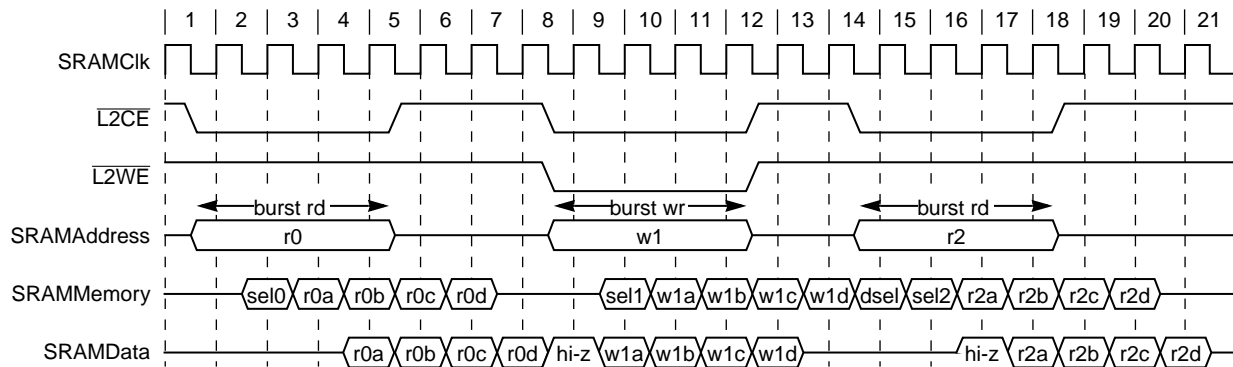 1 2 3 4 5 6 7 8 9 10 11 12 13 14 15 16 17 18 19 20 21
SRAMClk
L2CE
L2WE
burst rd burst wr burst rd
SRAMAddress r0 w1 r2
SRAMMemory sel0 r0a r0b r0c r0d sel1 w1a w1b w1c w1d dsel sel2 r2a r2b r2c r2d
SRAMData r0a r0b r0c r0d hi-z w1a w1b w1c w1d hi-z r2a r2b r2c r2d